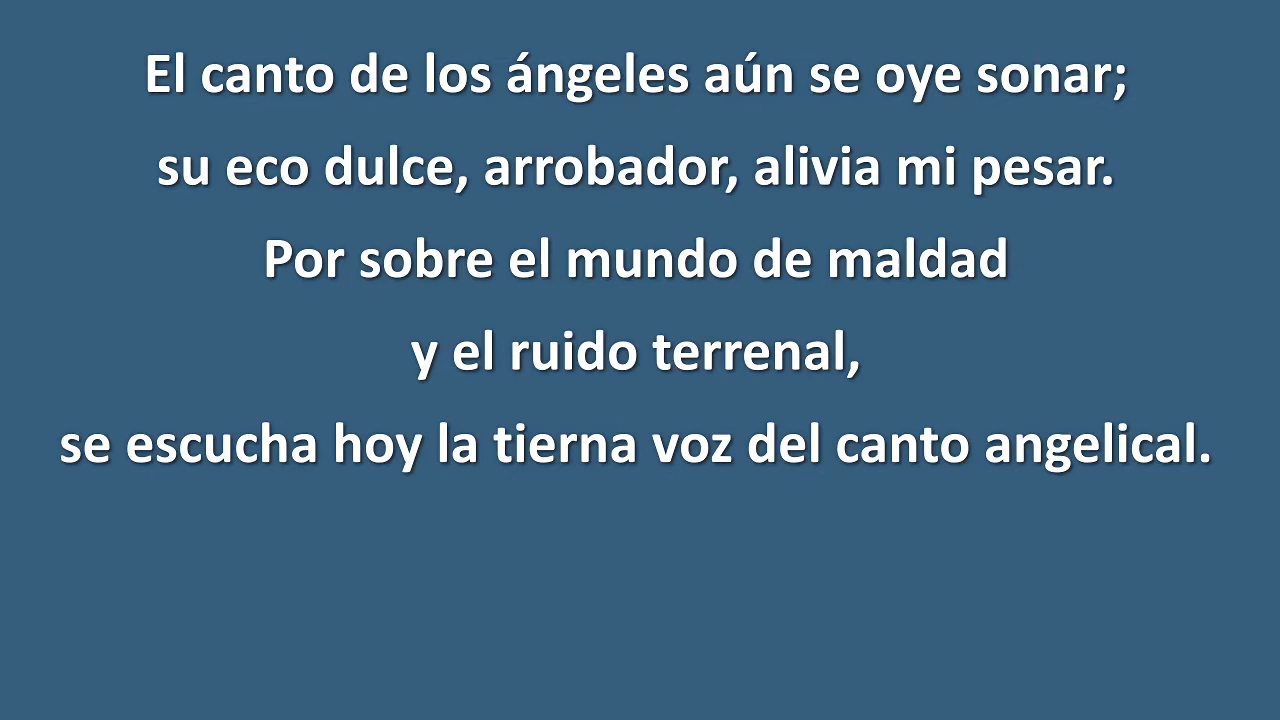 El canto de los ángeles aún se oye sonar;
su eco dulce, arrobador, alivia mi pesar.
Por sobre el mundo de maldad
y el ruido terrenal,
se escucha hoy la tierna voz del canto angelical.